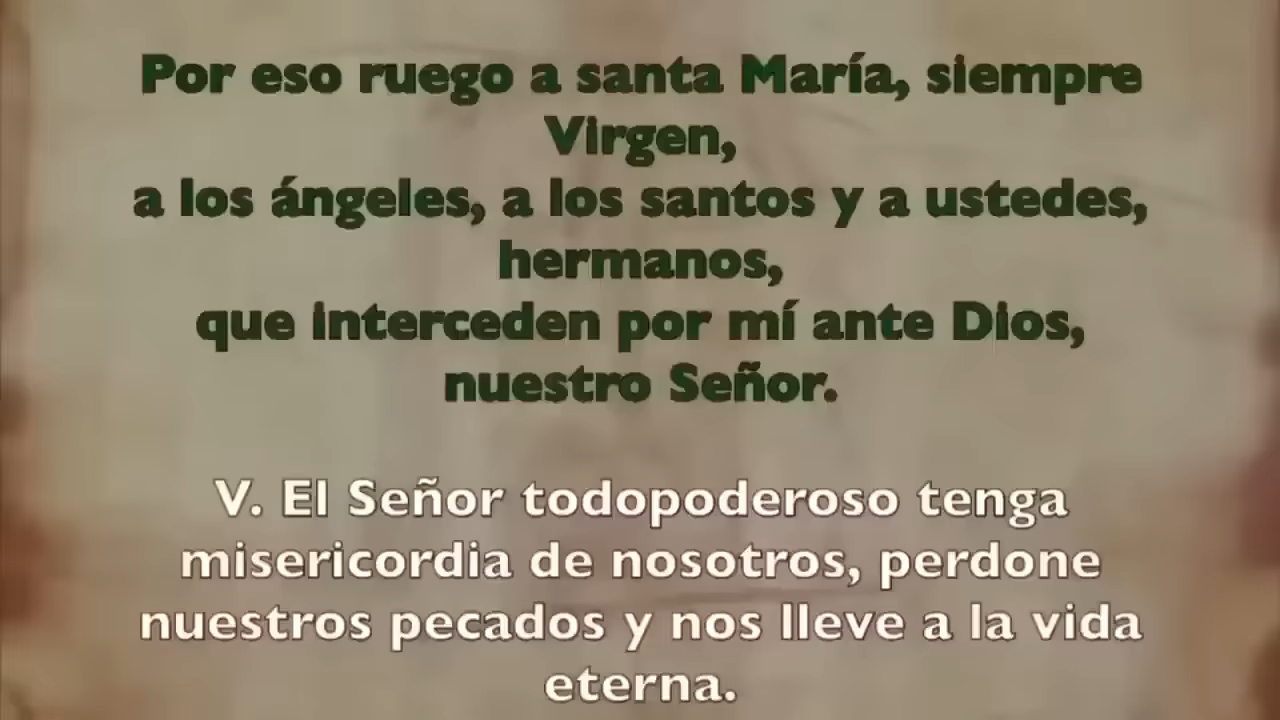 Por eso ruego a santa María, siempre
Virgen,
a los ángeles, a los santos y a ustedes,
hermanos,
que interceden por mí ante Dios,
nuestro Señor.
V. El Señor todopoderoso tenga
misericordia de nosotros, perdone
nuestros pecados y nos lleve a la vida
eterna.